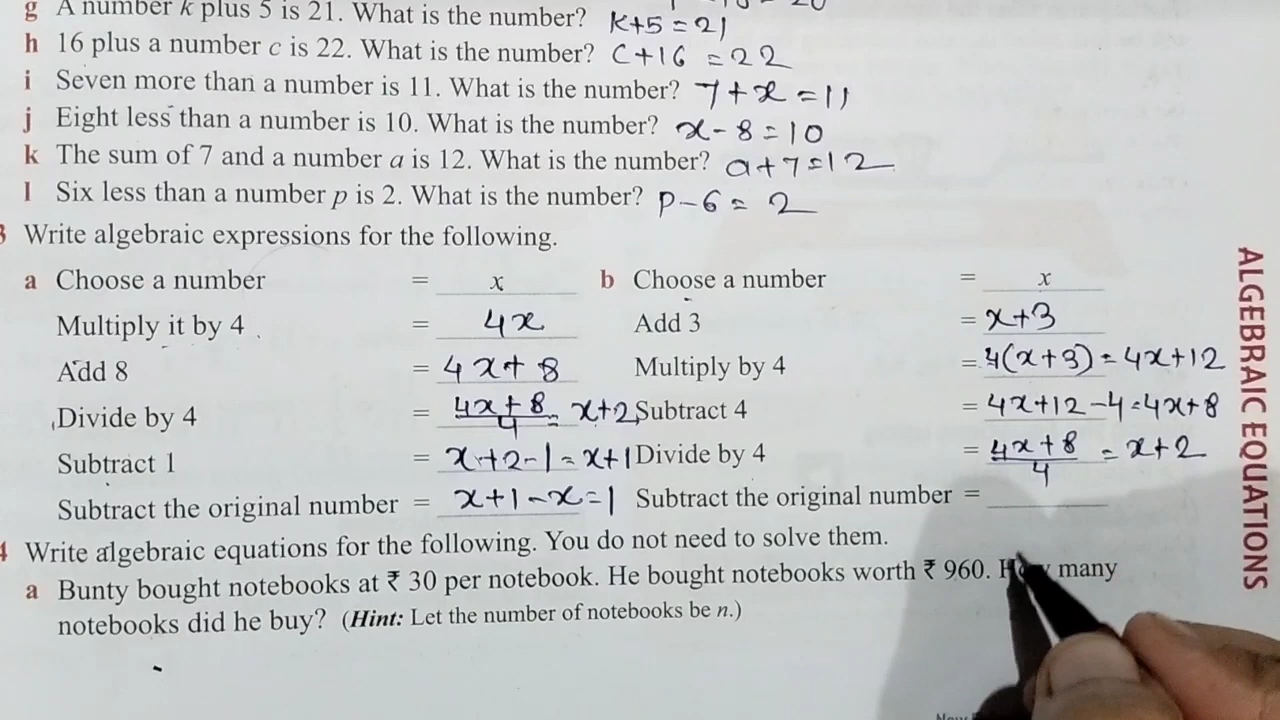 g A number k plus 5 is 21. What is the number? k+5=21
h 16 plus a number c is 22. What is the number? C+16=22
i Seven more than a number is 11. What is the number? 7+x=11
j Eight less than a number is 10. What is the number? x-8=10
k The sum of 7 and a number a is 12. What is the number? a+7=12
l Six less than a number p is 2. What is the number? p-6=2
3 Write algebraic expressions for the following.
a Choose a number = x
Multiply it by 4 = 4x
Add 8 = 4x+8
Divide by 4 = 4x+8/4 = x+2
Subtract 1 = x+2-1=x+1
Subtract the original number = x+1-x=1
b Choose a number = x
Add 3 = x+3
Multiply by 4 = 4(x+3)=4x+12
Subtract 4 = 4x+12-4=4x+8
Divide by 4 = 4x+8/4 = x+2
Subtract the original number =
4 Write algebraic equations for the following. You do not need to solve them.
a Bunty bought notebooks at ₹ 30 per notebook. He bought notebooks worth ₹ 960. How many
notebooks did he buy? (Hint: Let the number of notebooks be n.)
ALGEBRAIC EQUATIONS